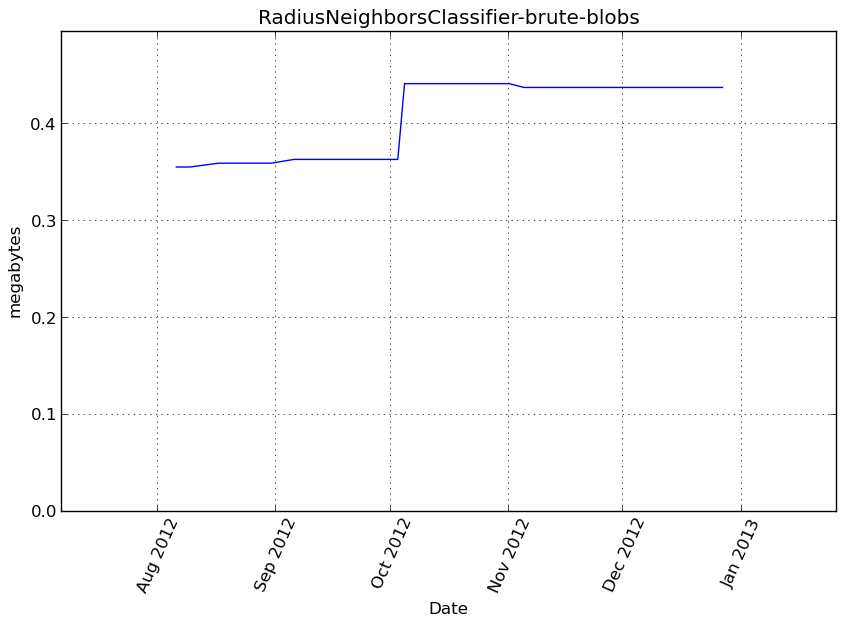 RadiusNeighborsClassifier-brute-blobs
0.4
0.3
0.2
0.1
0.0
megabytes
Aug 2012
Sep 2012
Oct 2012
Nov 2012
Dec 2012
Jan 2013
Date